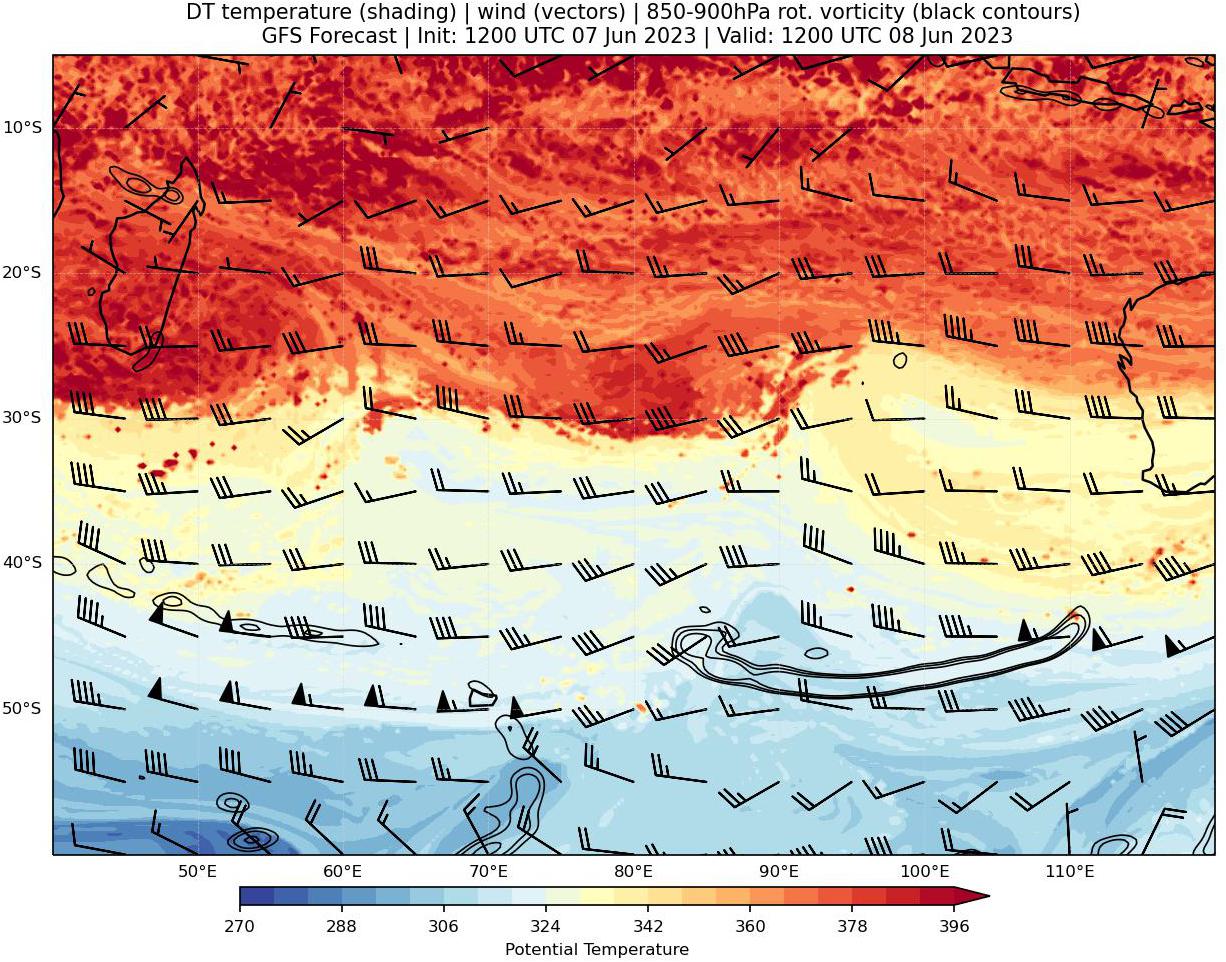 DT temperature (shading) | wind (vectors) | 850-900hPa rot. vorticity (black contours)
GFS Forecast | Init: 1200 UTC 07 Jun 2023 | Valid: 1200 UTC 08 Jun 2023
10°S
20°S
30°S
40°S
50°S
50°E 60°E 70°E 80°E 90°E 100°E 110°E
270 288 306 324 342 360 378 396
Potential Temperature